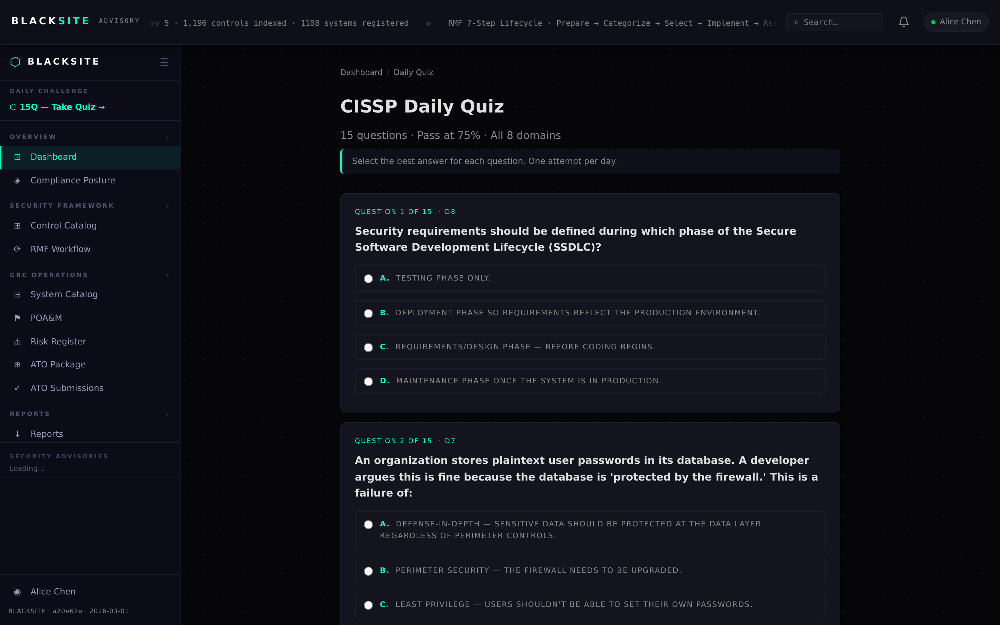 BLACKSITE ADVISORY
Rev 5 · 1,196 controls indexed · 1108 systems registered ◆ RMF 7-Step Lifecycle · Prepare → Categorize → Select → Implement → Ass
Search…
Alice Chen
BLACKSITE
DAILY CHALLENGE
⬡ 15Q — Take Quiz →
OVERVIEW
Dashboard
Compliance Posture
SECURITY FRAMEWORK
Control Catalog
RMF Workflow
GRC OPERATIONS
System Catalog
POA&M
Risk Register
ATO Package
ATO Submissions
REPORTS
Reports
SECURITY ADVISORIES
Loading…
Alice Chen
BLACKSITE · a20e62e · 2026-03-01
Dashboard / Daily Quiz
CISSP Daily Quiz
15 questions · Pass at 75% · All 8 domains
Select the best answer for each question. One attempt per day.
QUESTION 1 OF 15 · D8
Security requirements should be defined during which phase of the Secure
Software Development Lifecycle (SSDLC)?
A. TESTING PHASE ONLY.
B. DEPLOYMENT PHASE SO REQUIREMENTS REFLECT THE PRODUCTION ENVIRONMENT.
C. REQUIREMENTS/DESIGN PHASE — BEFORE CODING BEGINS.
D. MAINTENANCE PHASE ONCE THE SYSTEM IS IN PRODUCTION.
QUESTION 2 OF 15 · D7
An organization stores plaintext user passwords in its database. A developer
argues this is fine because the database is 'protected by the firewall.' This is a
failure of:
A. DEFENSE-IN-DEPTH — SENSITIVE DATA SHOULD BE PROTECTED AT THE DATA LAYER
REGARDLESS OF PERIMETER CONTROLS.
B. PERIMETER SECURITY — THE FIREWALL NEEDS TO BE UPGRADED.
C. LEAST PRIVILEGE — USERS SHOULDN'T BE ABLE TO SET THEIR OWN PASSWORDS.